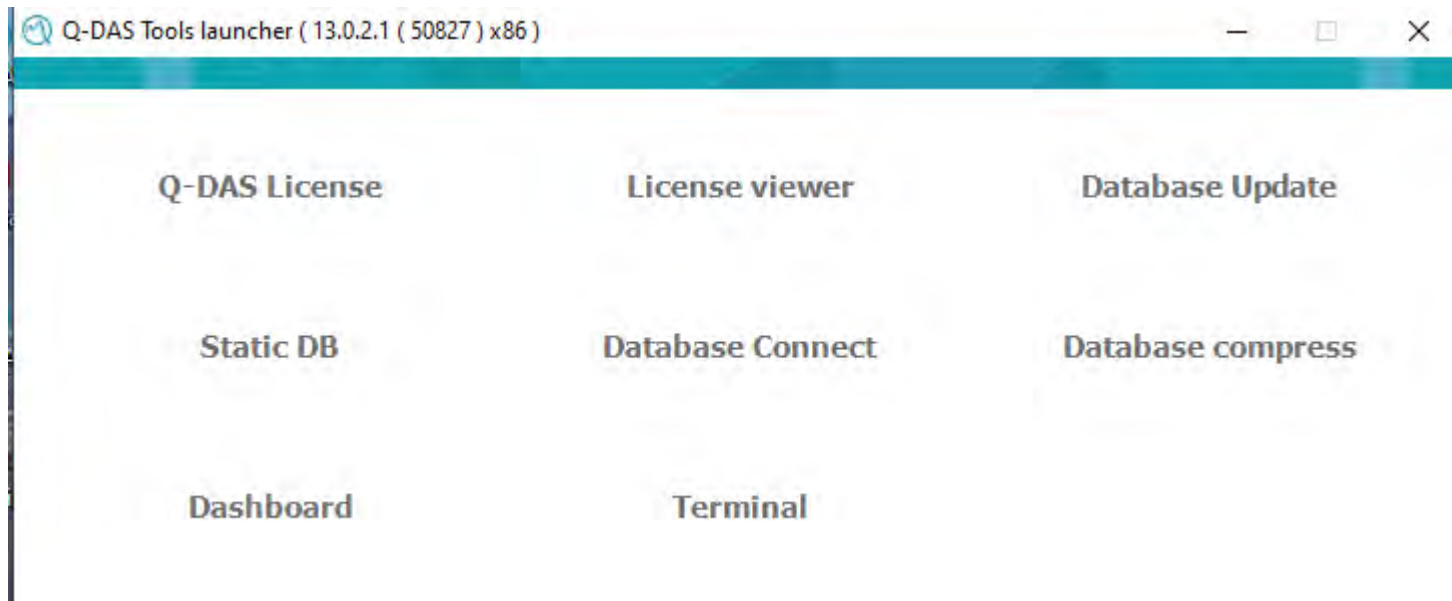 Q-DAS Tools launcher ( 13.0.2.1 ( 50827 ) x86 )
Q-DAS License
License viewer
Database Update
Static DB
Database Connect
Database compress
Dashboard
Terminal